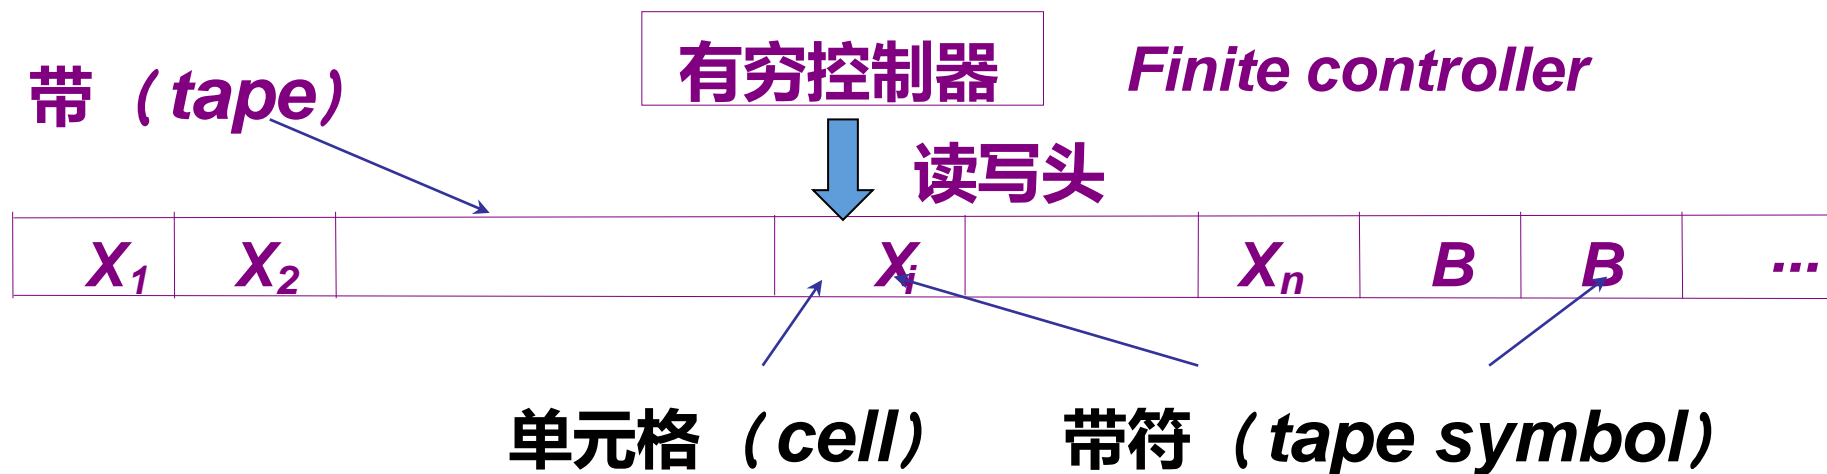 有穷控制器 Finite controller
带（tape）
读写头
X1 X2 Xi Xn B B ...
单元格（cell） 带符（tape symbol）